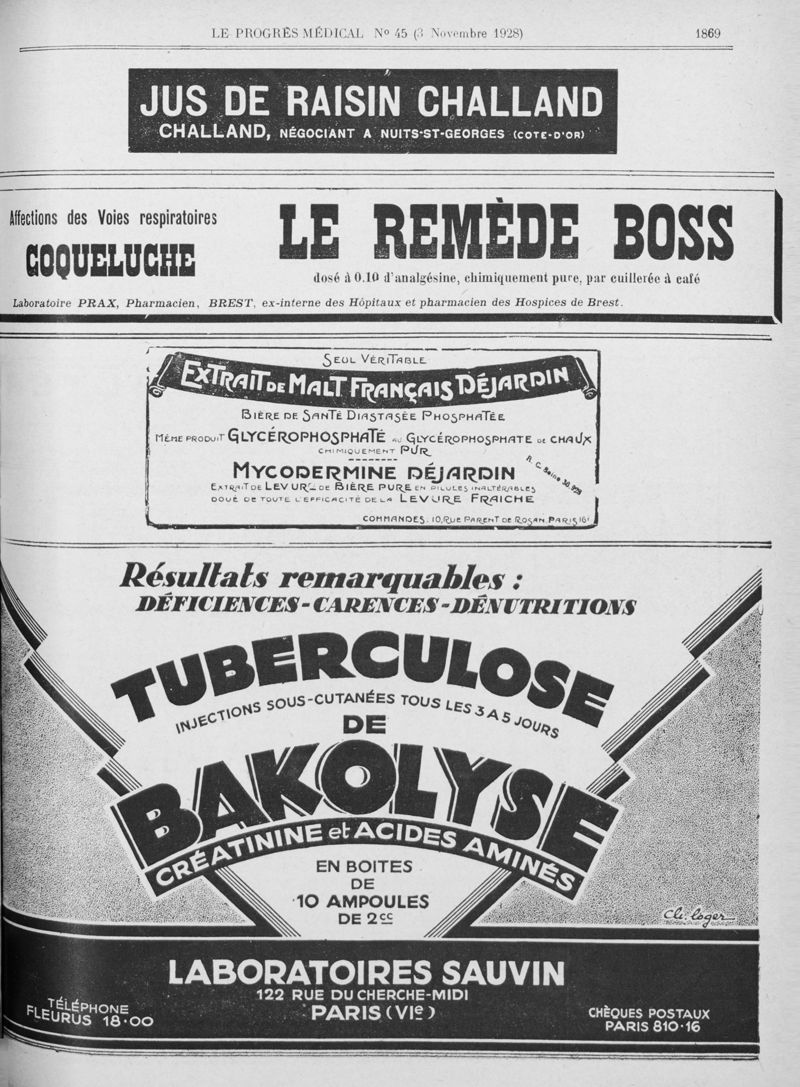 LE PROGRÈS MÉDICAL Nº 45 (3 Novembre 1928) 1869
JUS DE RAISIN CHALLAND
CHALLAND, NÉGOCIANT A NUITS-ST-GEORGES (COTE-D'OR)
Affections des Voies respiratoires
COQUELUCHE
LE REMÈDE BOSS
dosé à 0.10 d'analgésine, chimiquement pure, par cuillerée à café
Laboratoire PRAX, Pharmacien, BREST, ex-interne des Hôpitaux et pharmacien des Hospices de Brest.
SEUL VÉRITABLE
EXTRAIT DE MALT FRANÇAIS DÉJARDIN
BIÈRE DE SANTÉ DIASTASÉE PHOSPHATÉE
MÊME PRODUIT GLYCÉROPHOSPHATÉ AU GLYCÉROPHOSPHATE DE CHAUX
CHIMIQUEMENT PUR
MYCODERMINE DÉJARDIN
R. C. Seine 30.
EXTRAIT DE LEVURE DE BIÈRE PURE EN PILULES INALTÉRABLES
DOUÉ DE TOUTE L'EFFICACITÉ DE LA LEVURE FRAICHE
COMMANDES: 10, RUE PARENT DE ROSAN, PARIS 16e
Résultats remarquables :
DÉFICIENCES - CARENCES - DÉNUTRITIONS
TUBERCULOSE
INJECTIONS SOUS-CUTANÉES TOUS LES 3 A 5 JOURS
DE
BAKOLYSE
CRÉATININE et ACIDES AMINÉS
EN BOITES
DE
10 AMPOULES
DE 2cc
Ch. Loger
LABORATOIRES SAUVIN
122 RUE DU CHERCHE-MIDI
PARIS (VIe)
TÉLÉPHONE
FLEURUS 18-00
CHÈQUES POSTAUX
PARIS 810-16